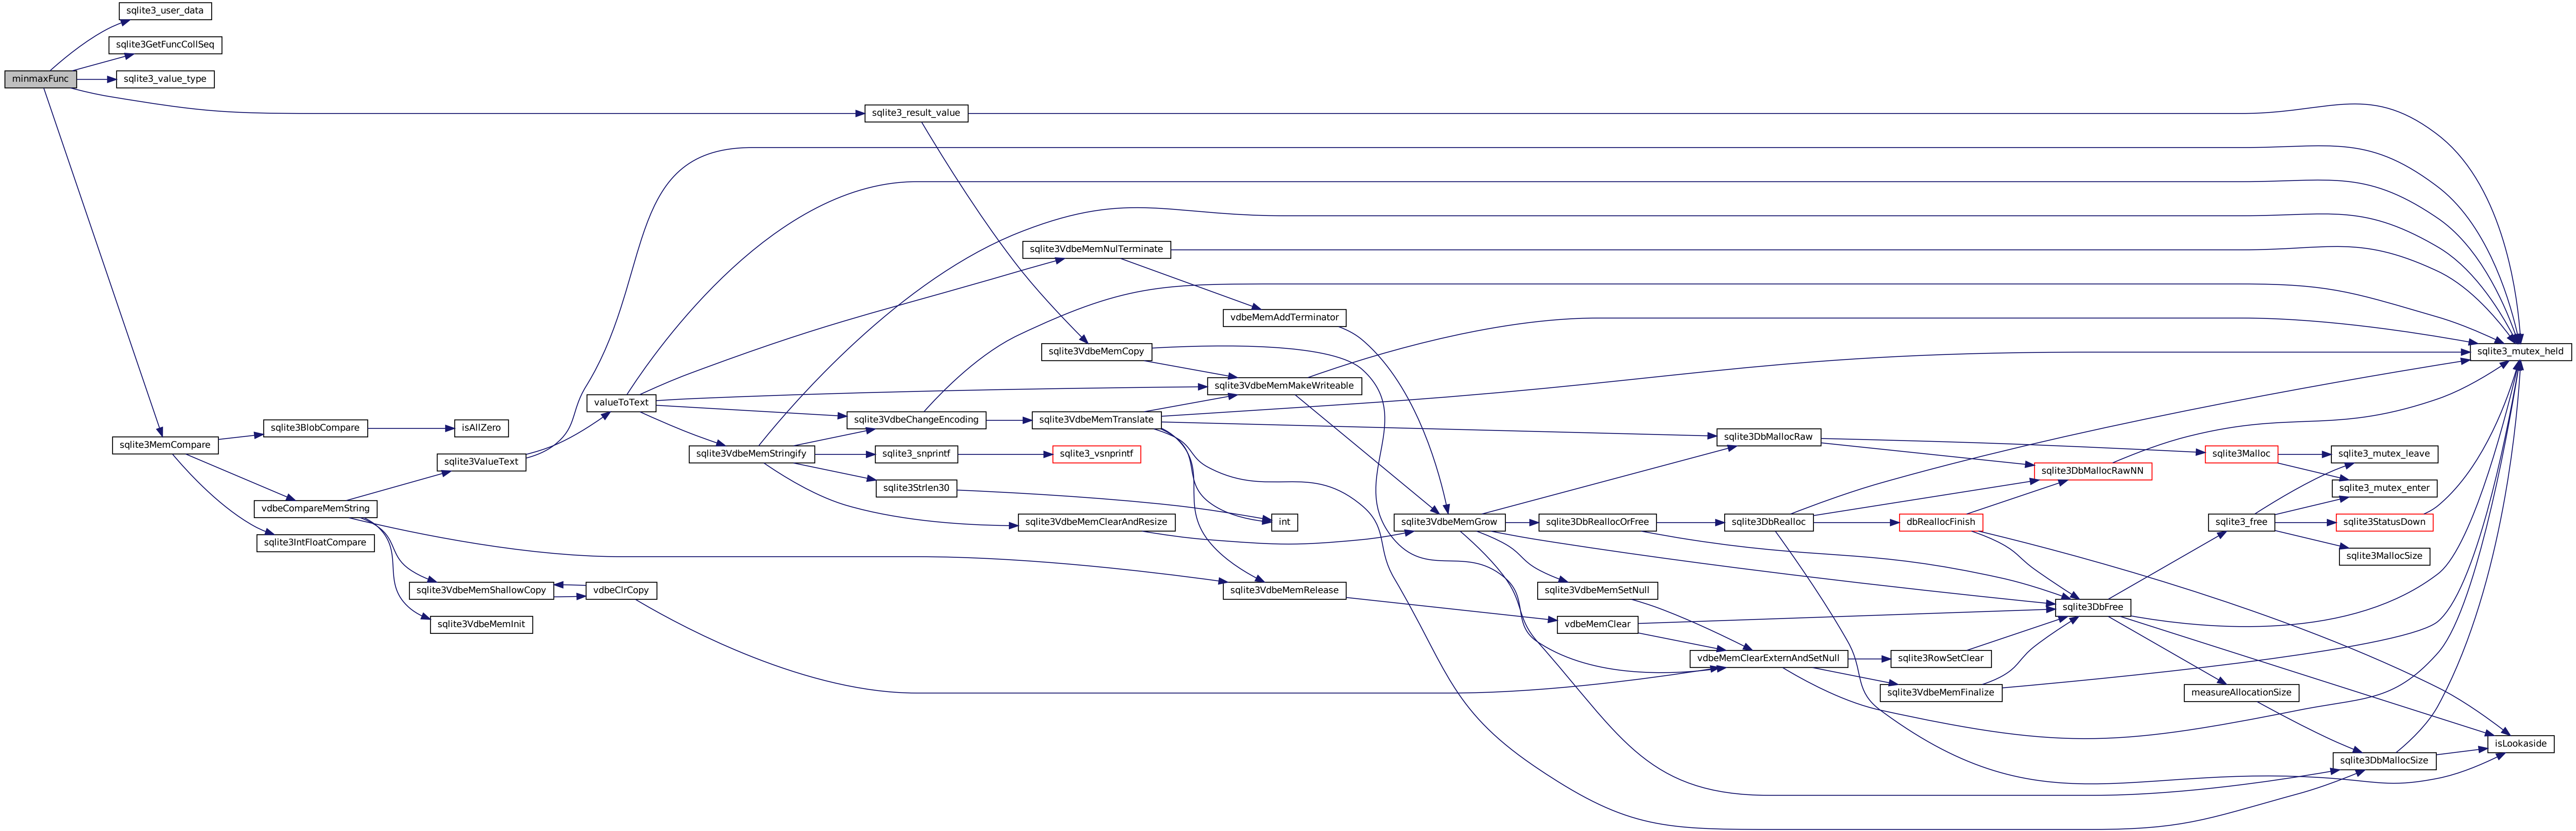 sqlite3_user_data
sqlite3GetFuncCollSeq
minmaxFunc
sqlite3_value_type
sqlite3_result_value
sqlite3VdbeMemNulTerminate
vdbeMemAddTerminator
sqlite3VdbeMemCopy
sqlite3_mutex_held
sqlite3VdbeMemMakeWriteable
valueToText
sqlite3VdbeChangeEncoding
sqlite3VdbeMemTranslate
sqlite3BlobCompare
isAllZero
sqlite3DbMallocRaw
sqlite3MemCompare
sqlite3VdbeMemStringify
sqlite3_snprintf
sqlite3_vsnprintf
sqlite3Malloc
sqlite3_mutex_leave
sqlite3ValueText
sqlite3DbMallocRawNN
sqlite3Strlen30
sqlite3_mutex_enter
vdbeCompareMemString
sqlite3VdbeMemClearAndResize
int
sqlite3VdbeMemGrow
sqlite3DbReallocOrFree
sqlite3DbRealloc
dbReallocFinish
sqlite3_free
sqlite3StatusDown
sqlite3IntFloatCompare
sqlite3MallocSize
sqlite3VdbeMemShallowCopy
vdbeClrCopy
sqlite3VdbeMemRelease
sqlite3VdbeMemSetNull
sqlite3DbFree
sqlite3VdbeMemInit
vdbeMemClear
vdbeMemClearExternAndSetNull
sqlite3RowSetClear
sqlite3VdbeMemFinalize
measureAllocationSize
isLookaside
sqlite3DbMallocSize